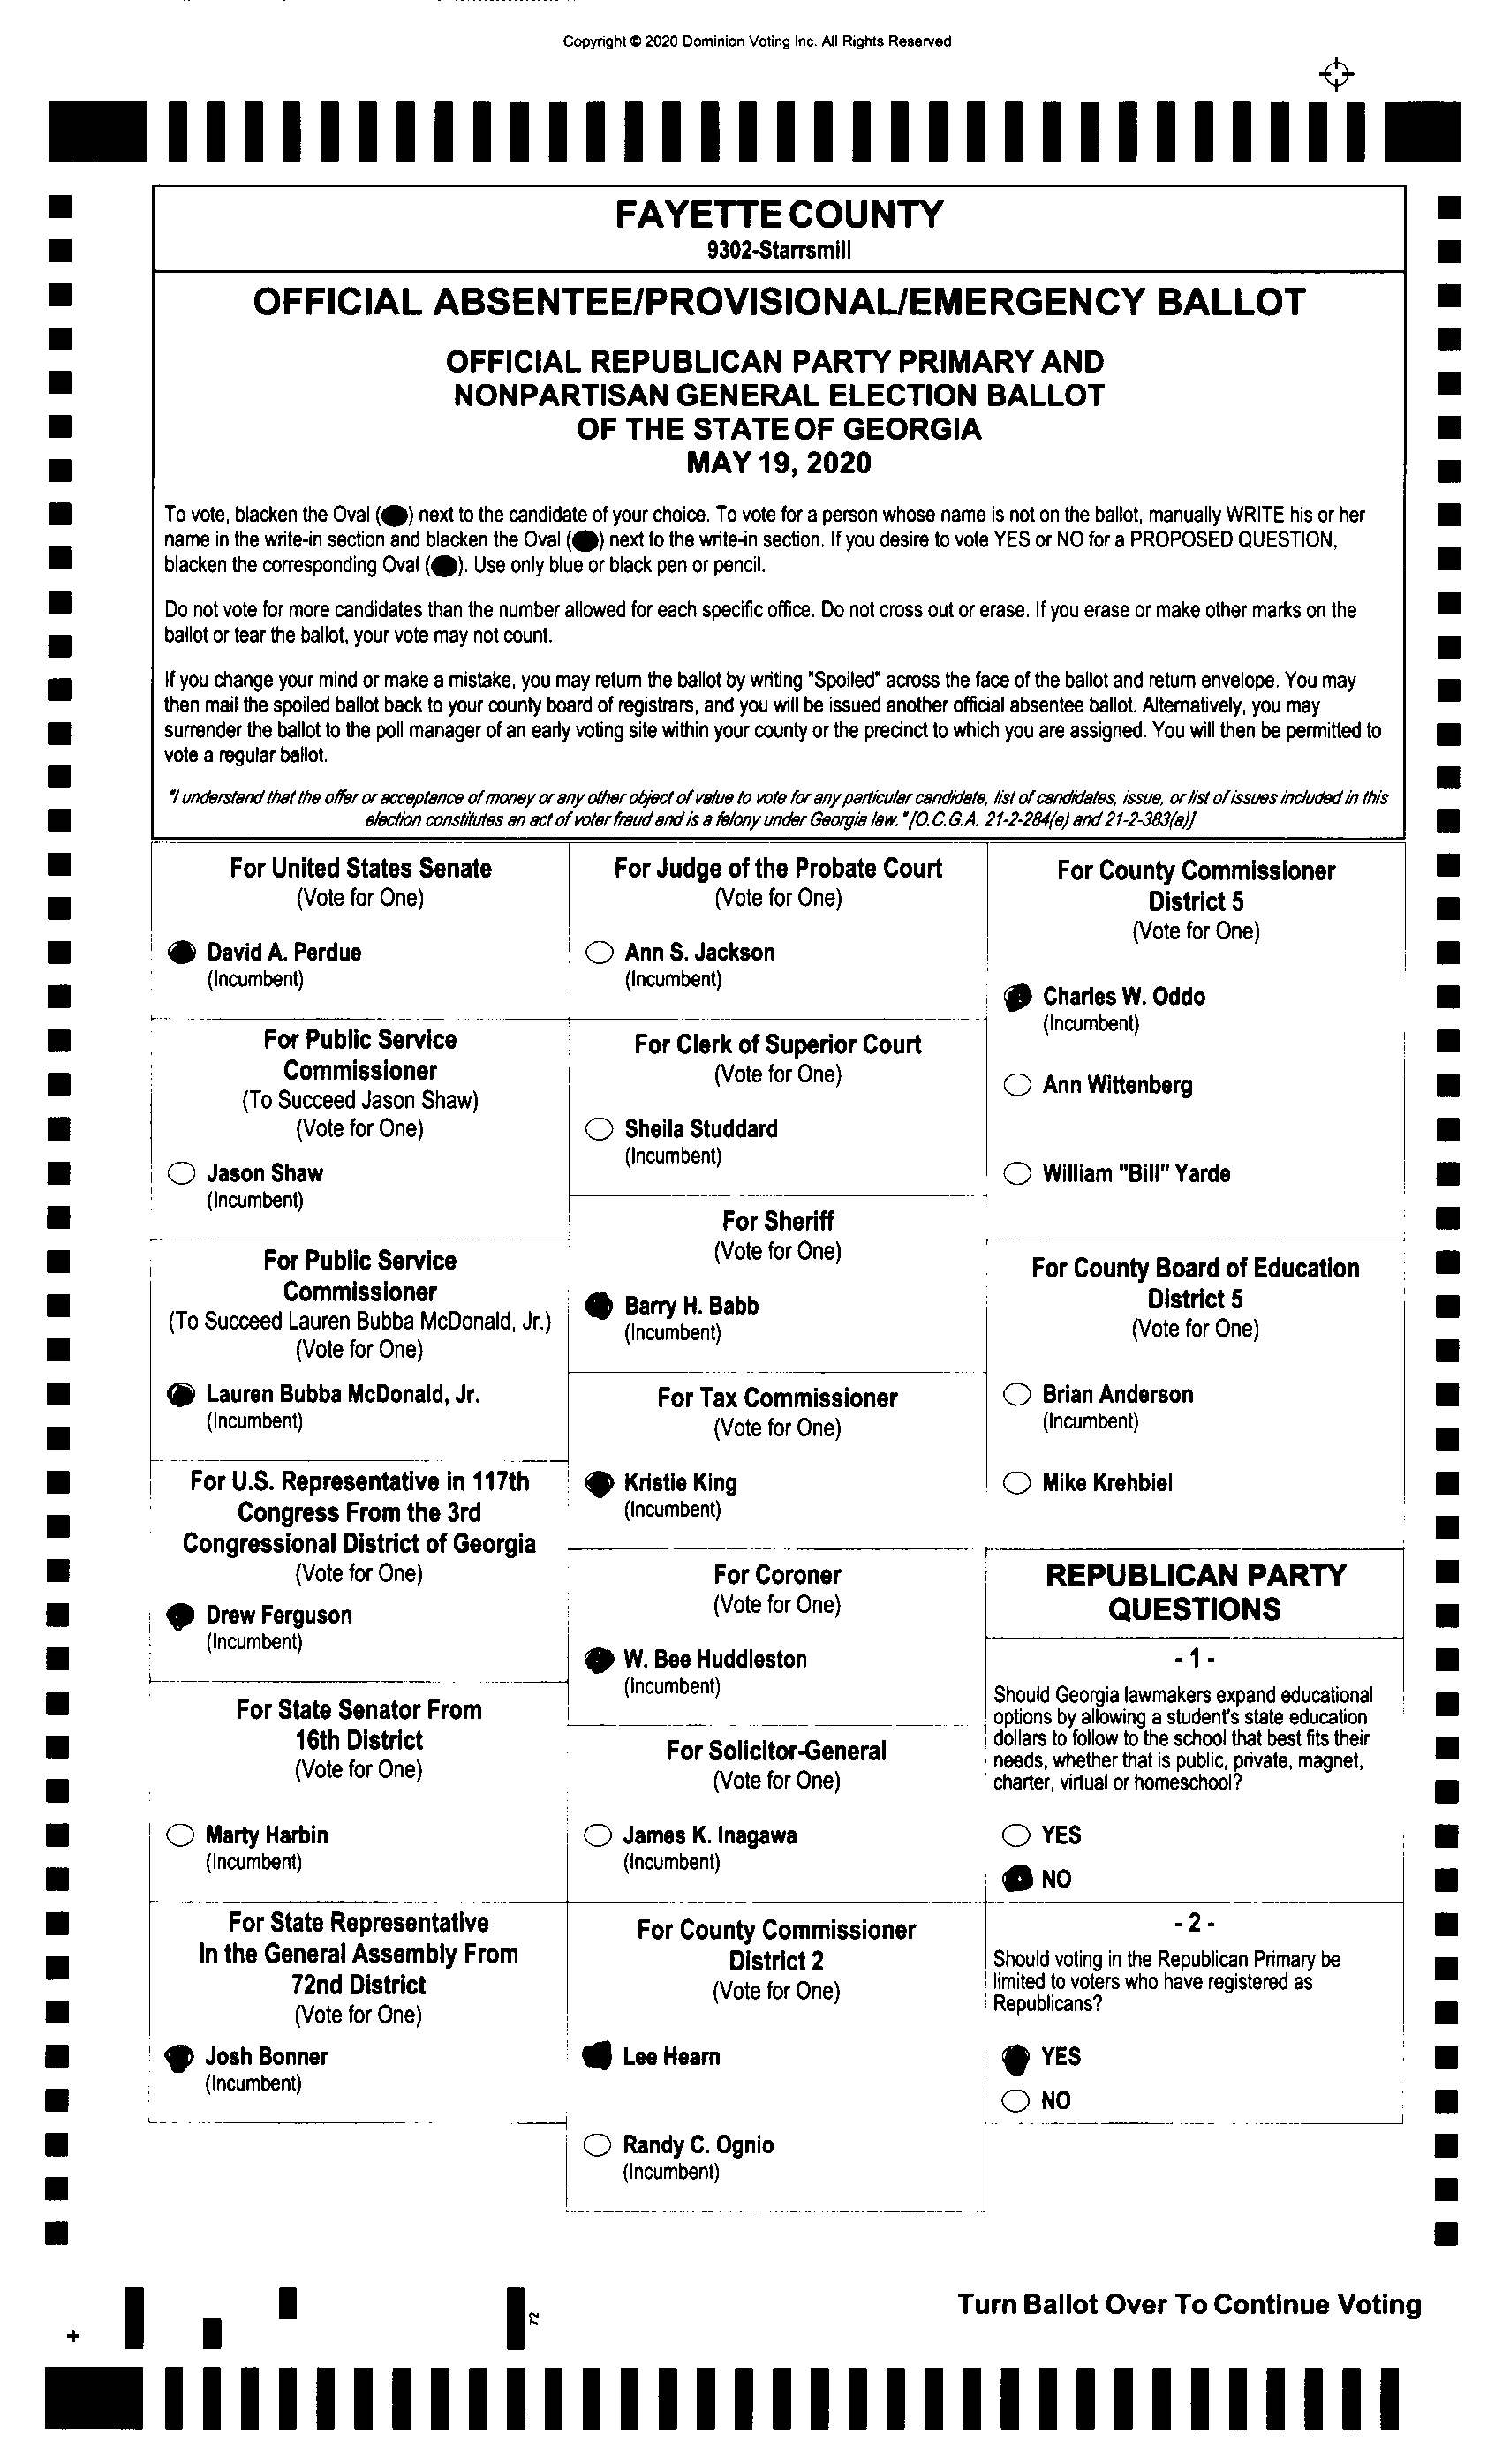 Copyright © 2020 Dominion Voting Inc. All Rights Reserved
FAYETTE COUNTY
9302-Starrsmill
OFFICIAL ABSENTEE/PROVISIONAL/EMERGENCY BALLOT
OFFICIAL REPUBLICAN PARTY PRIMARY AND
NONPARTISAN GENERAL ELECTION BALLOT
OF THE STATE OF GEORGIA
MAY 19, 2020
To vote, blacken the Oval ( ) next to the candidate of your choice. To vote for a person whose name is not on the ballot, manually WRITE his or her
name in the write-in section and blacken the Oval ( ) next to the write-in section. If you desire to vote YES or NO for a PROPOSED QUESTION,
blacken the corresponding Oval ( ). Use only blue or black pen or pencil.
Do not vote for more candidates than the number allowed for each specific office. Do not cross out or erase. If you erase or make other marks on the
ballot or tear the ballot, your vote may not count.
If you change your mind or make a mistake, you may return the ballot by writing "Spoiled" across the face of the ballot and return envelope. You may
then mail the spoiled ballot back to your county board of registrars, and you will be issued another official absentee ballot. Alternatively, you may
surrender the ballot to the poll manager of an early voting site within your county or the precinct to which you are assigned. You will then be permitted to
vote a regular ballot.
"I understand that the offer or acceptance of money or any other object of value to vote for any particular candidate, list of candidates, issue, or list of issues included in this
election constitutes an act of voter fraud and is a felony under Georgia law." [O.C.G.A. 21-2-284(e) and 21-2-383(a)]
For United States Senate
(Vote for One)
David A. Perdue
(Incumbent)
For Public Service
Commissioner
(To Succeed Jason Shaw)
(Vote for One)
Jason Shaw
(Incumbent)
For Public Service
Commissioner
(To Succeed Lauren Bubba McDonald, Jr.)
(Vote for One)
Lauren Bubba McDonald, Jr.
(Incumbent)
For U.S. Representative in 117th
Congress From the 3rd
Congressional District of Georgia
(Vote for One)
Drew Ferguson
(Incumbent)
For State Senator From
16th District
(Vote for One)
Marty Harbin
(Incumbent)
For State Representative
In the General Assembly From
72nd District
(Vote for One)
Josh Bonner
(Incumbent)
For Judge of the Probate Court
(Vote for One)
Ann S. Jackson
(Incumbent)
For Clerk of Superior Court
(Vote for One)
Sheila Studdard
(Incumbent)
For Sheriff
(Vote for One)
Barry H. Babb
(Incumbent)
For Tax Commissioner
(Vote for One)
Kristie King
(Incumbent)
For Coroner
(Vote for One)
W. Bee Huddleston
(Incumbent)
For Solicitor-General
(Vote for One)
James K. Inagawa
(Incumbent)
For County Commissioner
District 2
(Vote for One)
Lee Hearn
Randy C. Ognio
(Incumbent)
For County Commissioner
District 5
(Vote for One)
Charles W. Oddo
(Incumbent)
Ann Wittenberg
William "Bill" Yarde
For County Board of Education
District 5
(Vote for One)
Brian Anderson
(Incumbent)
Mike Krehbiel
REPUBLICAN PARTY
QUESTIONS
- 1 -
Should Georgia lawmakers expand educational
options by allowing a student's state education
dollars to follow to the school that best fits their
needs, whether that is public, private, magnet,
charter, virtual or homeschool?
YES
NO
- 2 -
Should voting in the Republican Primary be
limited to voters who have registered as
Republicans?
YES
NO
Turn Ballot Over To Continue Voting
72